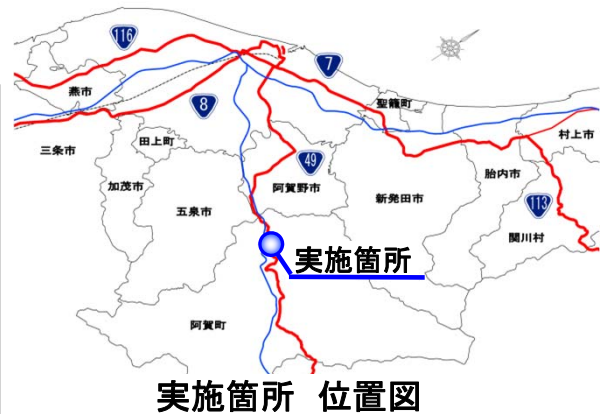 116
7
燕市
8
聖籠町
三条市
田上町
村上市
加茂市
49
阿賀野市
新発田市
胎内市
五泉市
113
関川村
実施箇所
阿賀町
実施箇所 位置図